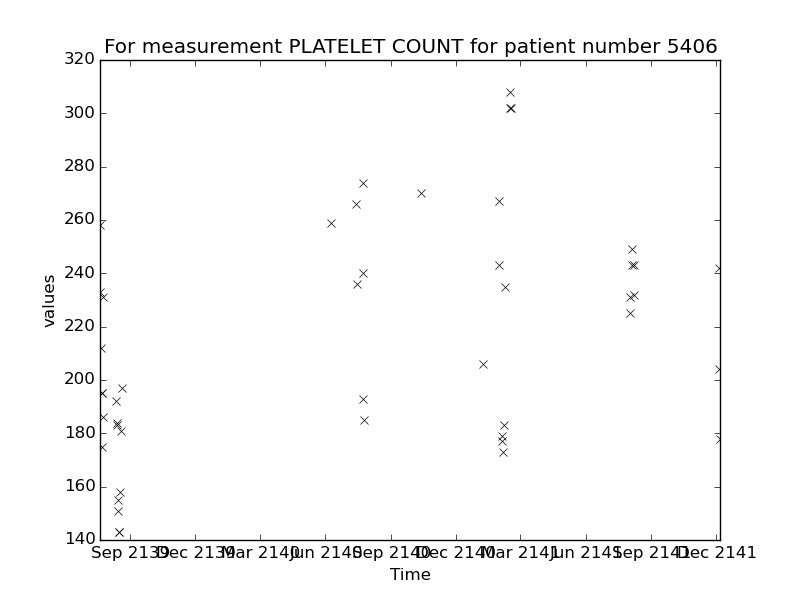 For measurement PLATELET COUNT for patient number 5406
320
300
280
260
240
220
200
180
160
140
values
Sep 2139 Dec 2139 Mar 2140 Jun 2140 Sep 2140 Dec 2140 Mar 2141 Jun 2141 Sep 2141 Dec 2141
Time